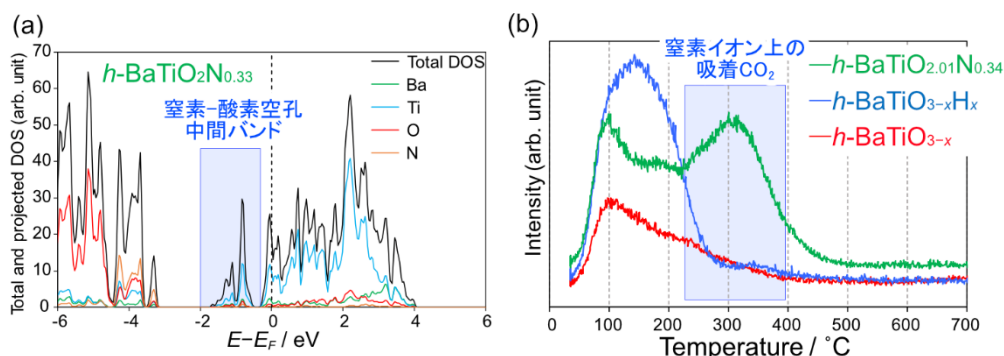 (a)
70
60
50
40
30
20
10
0
Total and projected DOS (arb. unit)
h-BaTiO₂N₀.₃₃
窒素–酸素空孔
中間バンド
Total DOS
Ba
Ti
O
N
-6 -4 -2 0 2 4 6
E−E_F / eV
(b)
Intensity (arb. unit)
窒素イオン上の
吸着CO₂
h-BaTiO₂.₀₁N₀.₃₄
h-BaTiO₃₋ₓHₓ
h-BaTiO₃₋ₓ
0 100 200 300 400 500 600 700
Temperature / ˚C